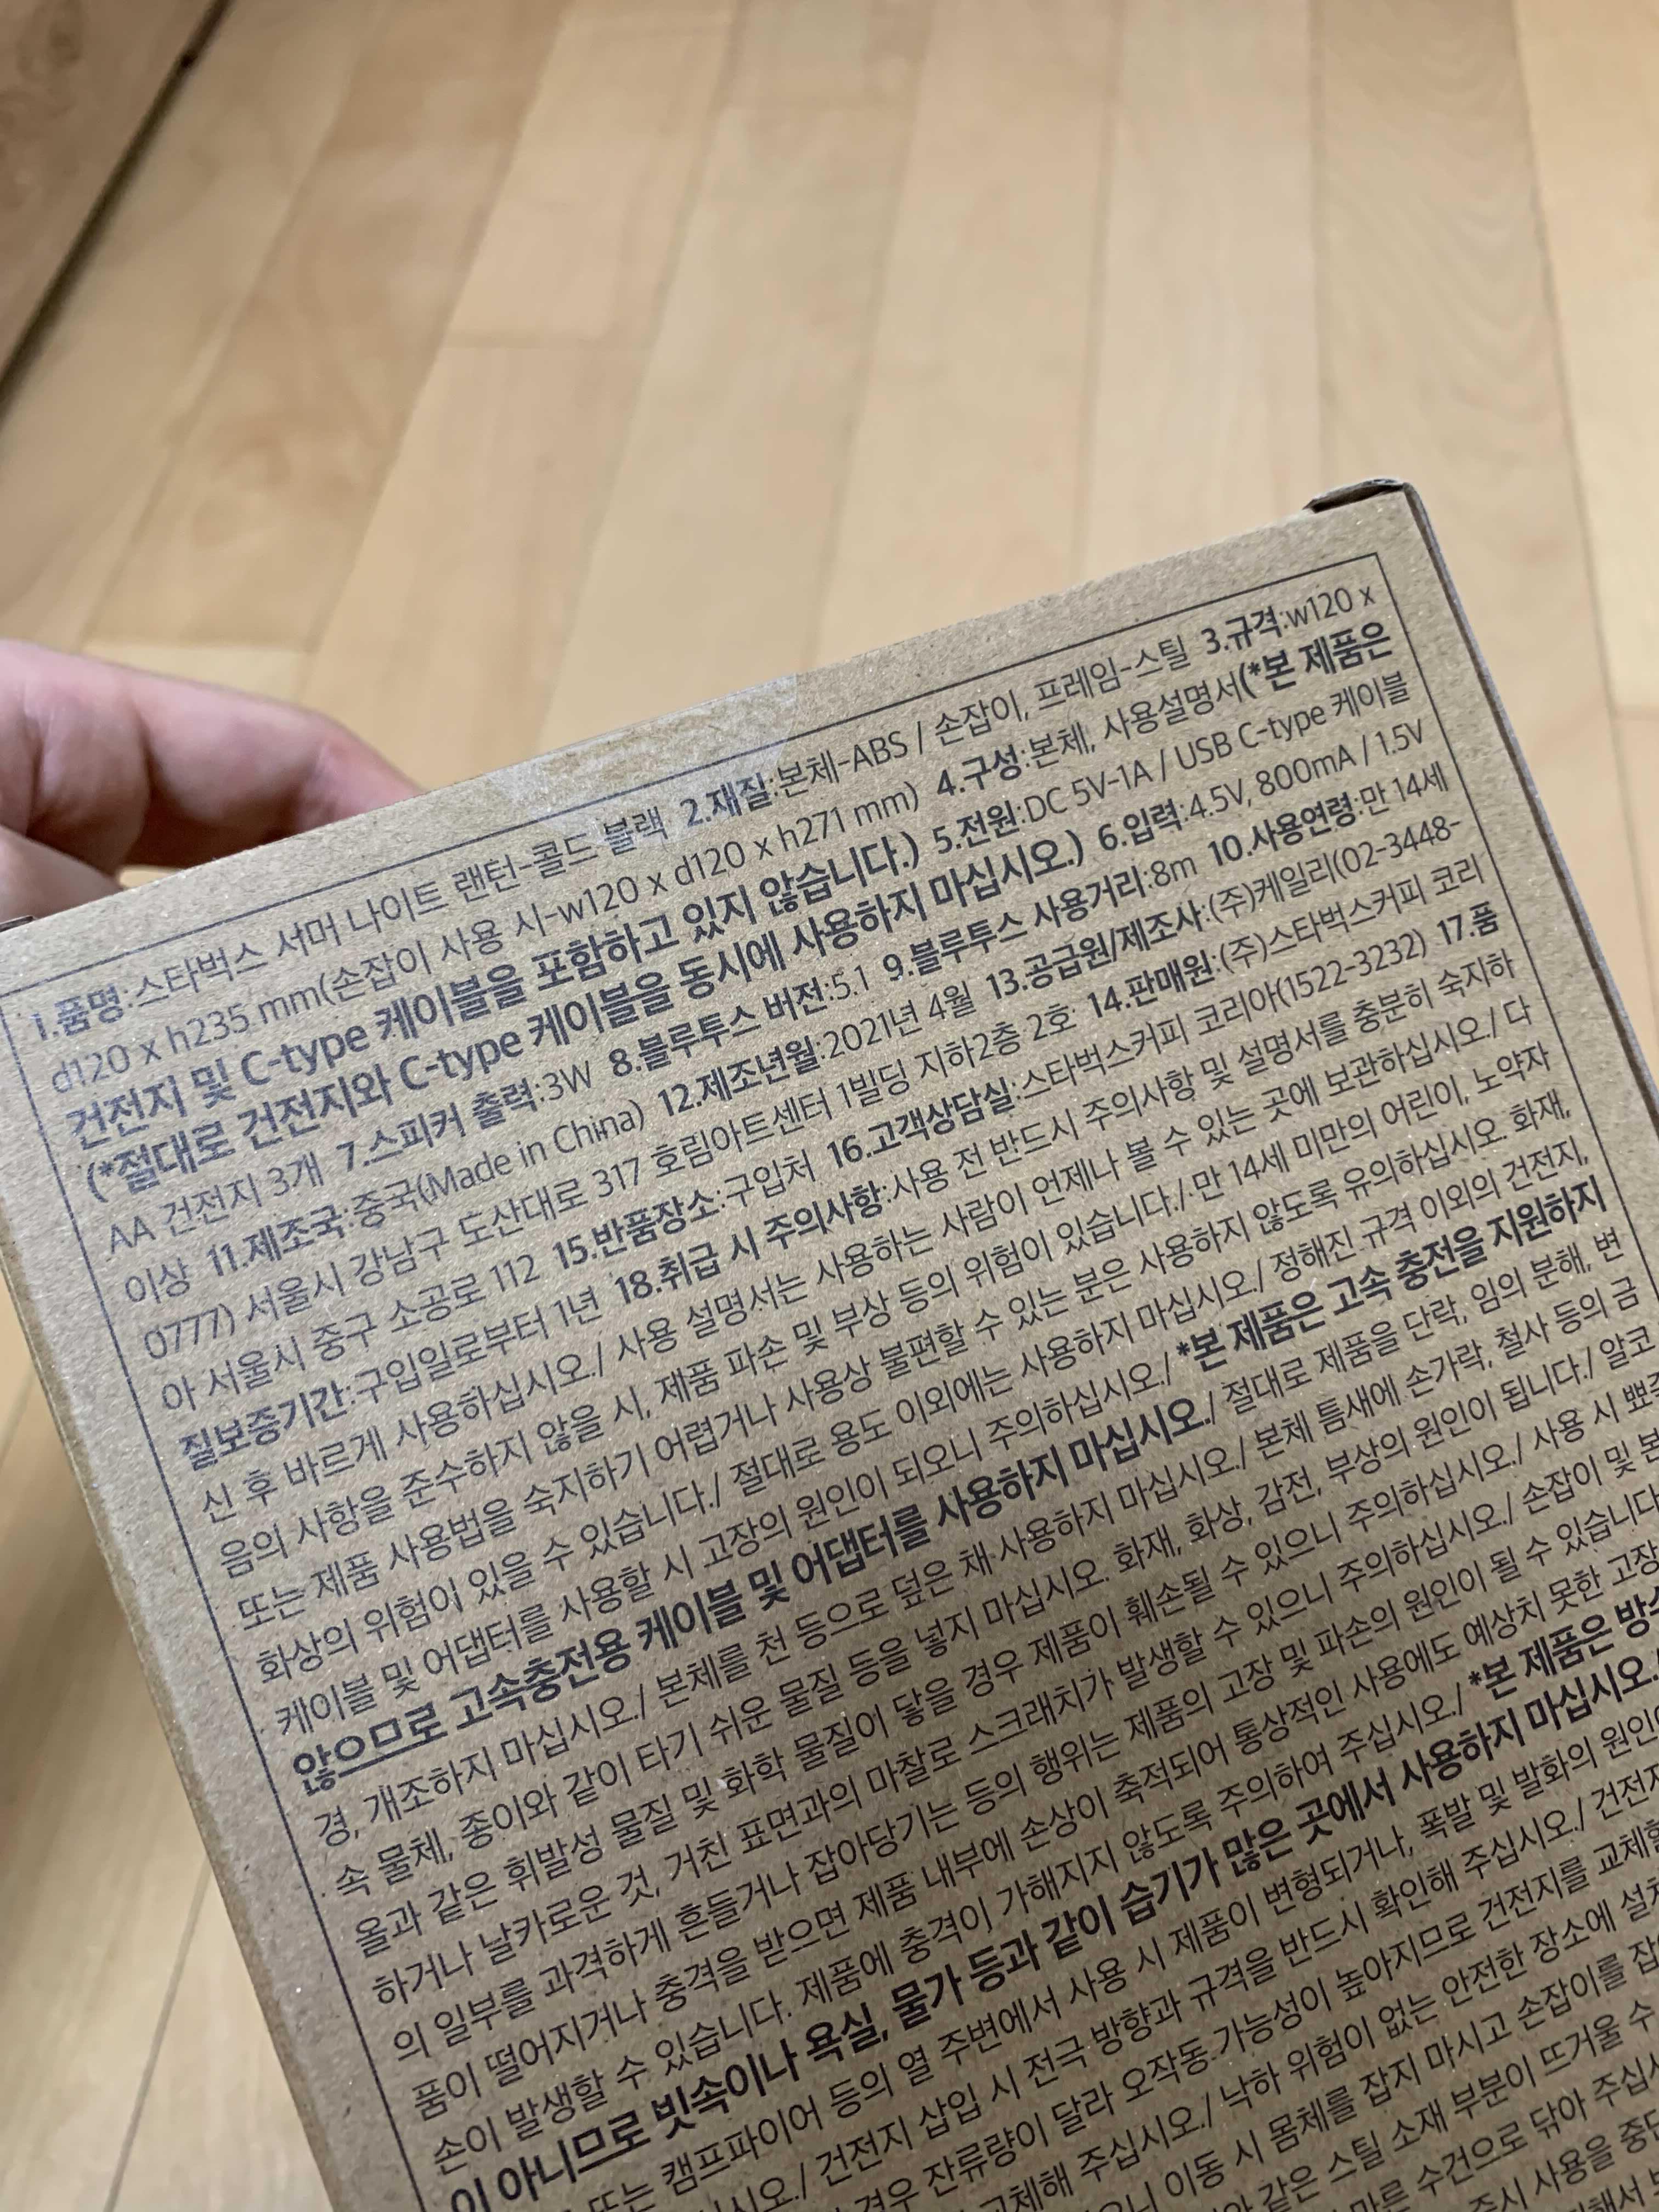 1.품명:스타벅스 서머 나이트 랜턴-콜드 블랙 2.재질:본체-ABS / 손잡이, 프레임-스틸 3.규격:w120 x
d120 x h235 mm(손잡이 사용 시-w120 x d120 x h271 mm) 4.구성:본체, 사용설명서(*본 제품은
건전지 및 C-type 케이블을 포함하고 있지 않습니다.) 5.전원:DC 5V-1A / USB C-type 케이블
(*절대로 건전지와 C-type 케이블을 동시에 사용하지 마십시오.) 6.입력:4.5V, 800mA / 1.5V
AA 건전지 3개 7.스피커 출력:3W 8.블루투스 버전:5.1 9.블루투스 사용거리:8m 10.사용연령:만 14세
이상 11.제조국:중국(Made in China) 12.제조년월:2021년 4월 13.공급원/제조사:(주)케일리(02-3448-
0777) 서울시 강남구 도산대로 317 호림아트센터 1빌딩 지하2층 2호 14.판매원:(주)스타벅스커피 코리
아 서울시 중구 소공로 112 15.반품장소:구입처 16.고객상담실:스타벅스커피 코리아(1522-3232) 17.품
질보증기간:구입일로부터 1년 18.취급 시 주의사항:사용 전 반드시 주의사항 및 설명서를 충분히 숙지하
신 후 바르게 사용하십시오./ 사용 설명서는 사용하는 사람이 언제나 볼 수 있는 곳에 보관하십시오./ 다
음의 사항을 준수하지 않을 시, 제품 파손 및 부상 등의 위험이 있습니다./ 만 14세 미만의 어린이, 노약자
또는 제품 사용법을 숙지하기 어렵거나 사용상 불편할 수 있는 분은 사용하지 않도록 유의하십시오. 화재,
화상의 위험이 있을 수 있습니다./ 절대로 용도 이외에는 사용하지 마십시오./ 정해진 규격 이외의 건전지,
케이블 및 어댑터를 사용할 시 고장의 원인이 되오니 주의하십시오./ *본 제품은 고속 충전을 지원하지
않으므로 고속충전용 케이블 및 어댑터를 사용하지 마십시오./ 절대로 제품을 단락, 임의 분해, 변
경, 개조하지 마십시오./ 본체를 천 등으로 덮은 채 사용하지 마십시오./ 본체 틈새에 손가락, 철사 등의 금
속 물체, 종이와 같이 타기 쉬운 물질 등을 넣지 마십시오. 화재, 화상, 감전, 부상의 원인이 됩니다./ 알코
올과 같은 휘발성 물질 및 화학 물질이 닿을 경우 제품이 훼손될 수 있으니 주의하십시오./ 사용 시 뾰족
하거나 날카로운 것, 거친 표면과의 마찰로 스크래치가 발생할 수 있으니 주의하십시오./ 손잡이 및 본
의 일부를 과격하게 흔들거나 잡아당기는 등의 행위는 제품의 고장 및 파손의 원인이 될 수 있습니다
품이 떨어지거나 충격을 받으면 제품 내부에 손상이 축적되어 통상적인 사용에도 예상치 못한 고장
손이 발생할 수 있습니다. 제품에 충격이 가해지지 않도록 주의하여 주십시오./ *본 제품은 방수
이 아니므로 빗속이나 욕실, 물가 등과 같이 습기가 많은 곳에서 사용하지 마십시오./
또는 캠프파이어 등의 열 주변에서 사용 시 제품이 변형되거나, 폭발 및 발화의 원인이
시오./ 건전지 삽입 시 전극 방향과 규격을 반드시 확인해 주십시오./ 건전지
경우 잔류량이 달라 오작동 가능성이 높아지므로 건전지를 교체할
교체해 주십시오./ 낙하 위험이 없는 안전한 장소에 설치
이동 시 몸체를 잡지 마시고 손잡이를 잡
같은 스틸 소재 부분이 뜨거울 수
마른 수건으로 닦아 주십시
사용을 중단